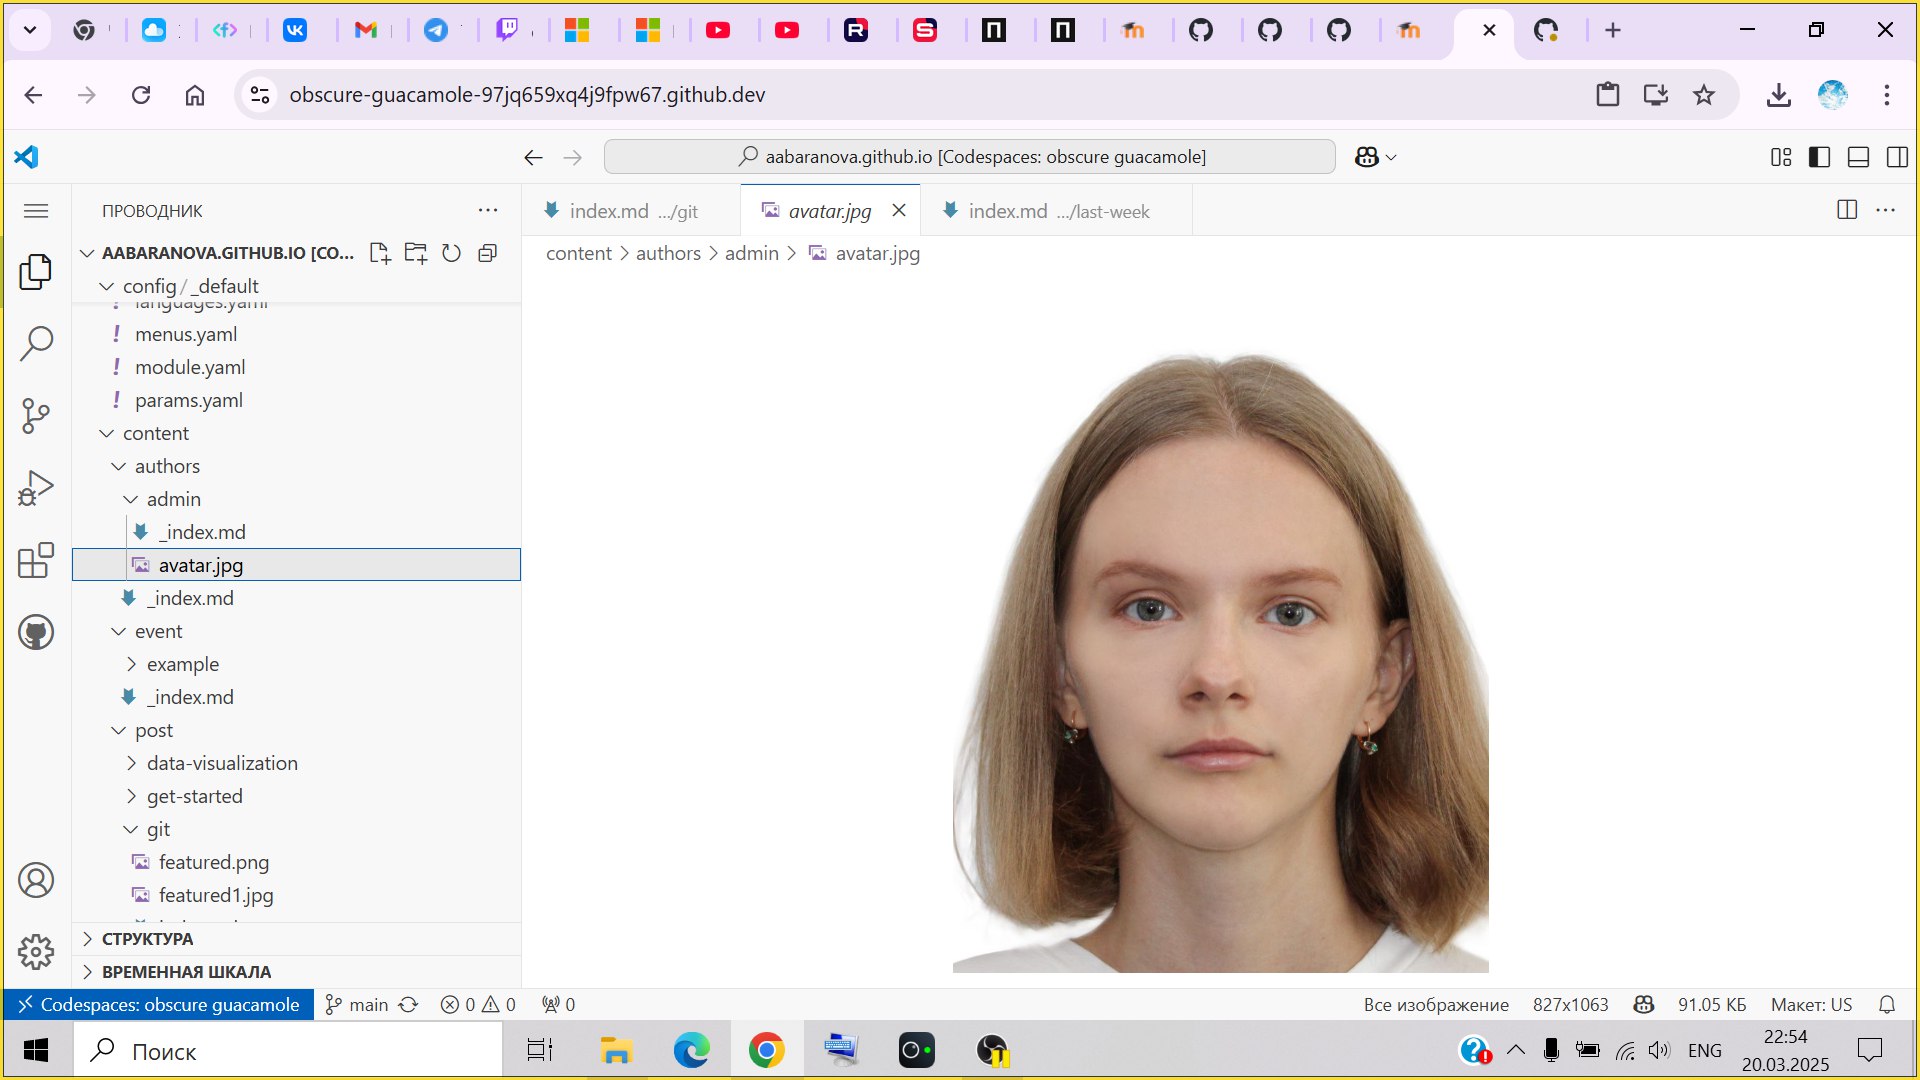 obscure-guacamole-97jq659xq4j9fpw67.github.dev
aabaranova.github.io [Codespaces: obscure guacamole]
ПРОВОДНИК
index.md .../git
avatar.jpg
index.md .../last-week
AABARANOVA.GITHUB.IO [CO...
content > authors > admin > avatar.jpg
config / _default
languages.yaml
menus.yaml
module.yaml
params.yaml
content
authors
admin
_index.md
avatar.jpg
_index.md
event
example
_index.md
post
data-visualization
get-started
git
featured.png
featured1.jpg
СТРУКТУРА
ВРЕМЕННАЯ ШКАЛА
Codespaces: obscure guacamole
main
0
0
0
Все изображение
827x1063
91.05 КБ
Макет: US
Поиск
ENG
22:54
20.03.2025